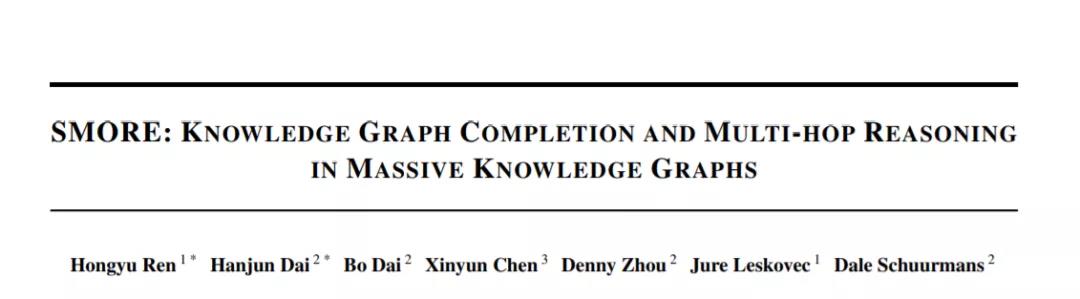 SMORE: KNOWLEDGE GRAPH COMPLETION AND MULTI-HOP REASONING
IN MASSIVE KNOWLEDGE GRAPHS
Hongyu Ren 1 * Hanjun Dai 2 * Bo Dai 2 Xinyun Chen 3 Denny Zhou 2 Jure Leskovec 1 Dale Schuurmans 2